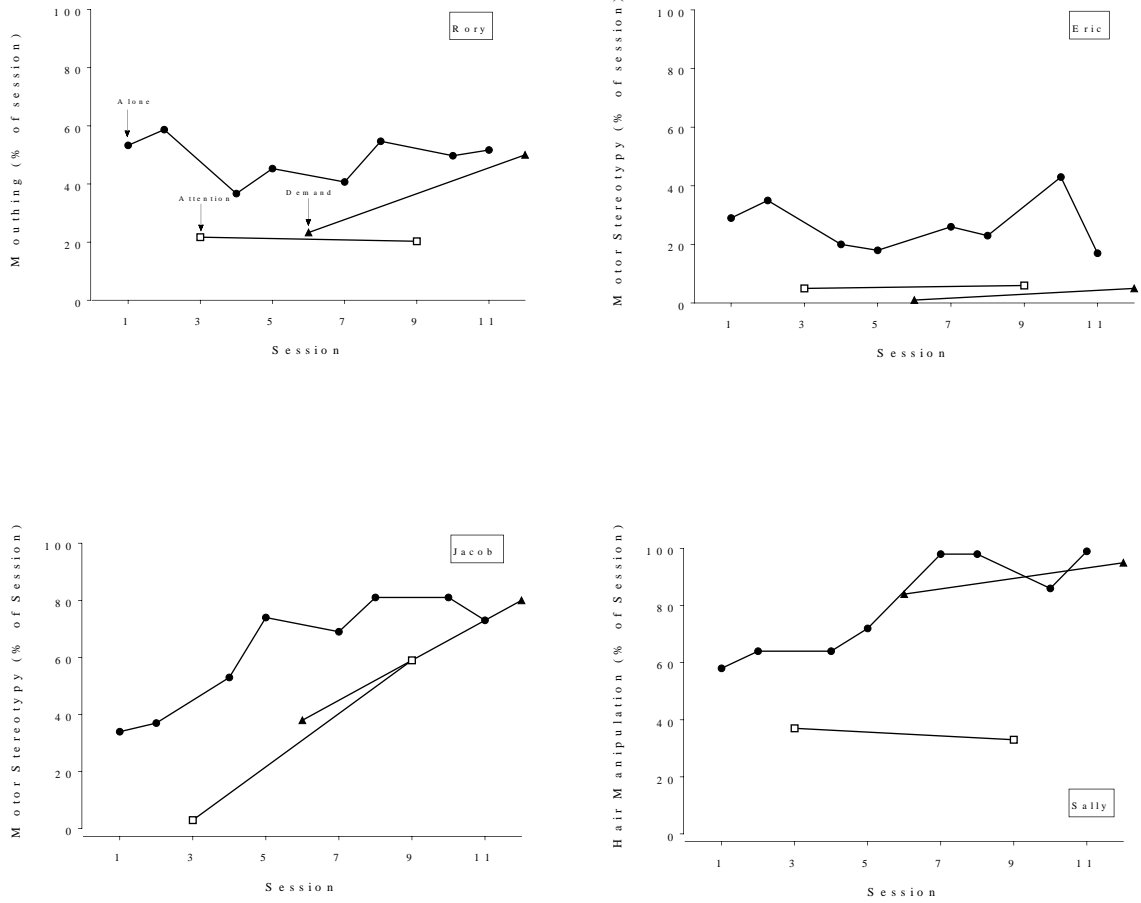 Mouthing (% of session)
100
80
60
40
20
0
Rory
Alone
Attention
Demand
1 3 5 7 9 11
Session
Motor Stereotypy (% of session)
100
80
60
40
20
0
Eric
1 3 5 7 9 11
Session
Motor Stereotypy (% of Session)
100
80
60
40
20
0
Jacob
1 3 5 7 9 11
Session
Hair Manipulation (% of Session)
100
80
60
40
20
0
Sally
1 3 5 7 9 11
Session